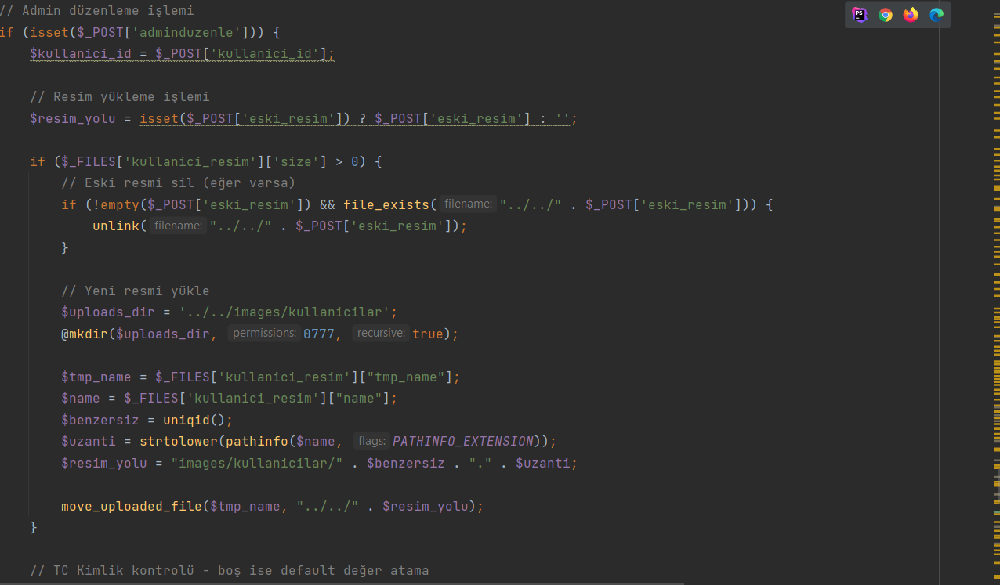 // Admin düzenleme işlemi
if (isset($_POST['adminduzenle'])) {
    $kullanici_id = $_POST['kullanici_id'];

    // Resim yükleme işlemi
    $resim_yolu = isset($_POST['eski_resim']) ? $_POST['eski_resim'] : '';

    if ($_FILES['kullanici_resim']['size'] > 0) {
        // Eski resmi sil (eğer varsa)
        if (!empty($_POST['eski_resim']) && file_exists( filename: "../../" . $_POST['eski_resim'])) {
            unlink( filename: "../../" . $_POST['eski_resim']);
        }

        // Yeni resmi yükle
        $uploads_dir = '../../images/kullanicilar';
        @mkdir($uploads_dir, permissions: 0777, recursive: true);

        $tmp_name = $_FILES['kullanici_resim']["tmp_name"];
        $name = $_FILES['kullanici_resim']["name"];
        $benzersiz = uniqid();
        $uzanti = strtolower(pathinfo($name, flags: PATHINFO_EXTENSION));
        $resim_yolu = "images/kullanicilar/" . $benzersiz . "." . $uzanti;

        move_uploaded_file($tmp_name, "../../" . $resim_yolu);
    }

    // TC Kimlik kontrolü - boş ise default değer atama
PS